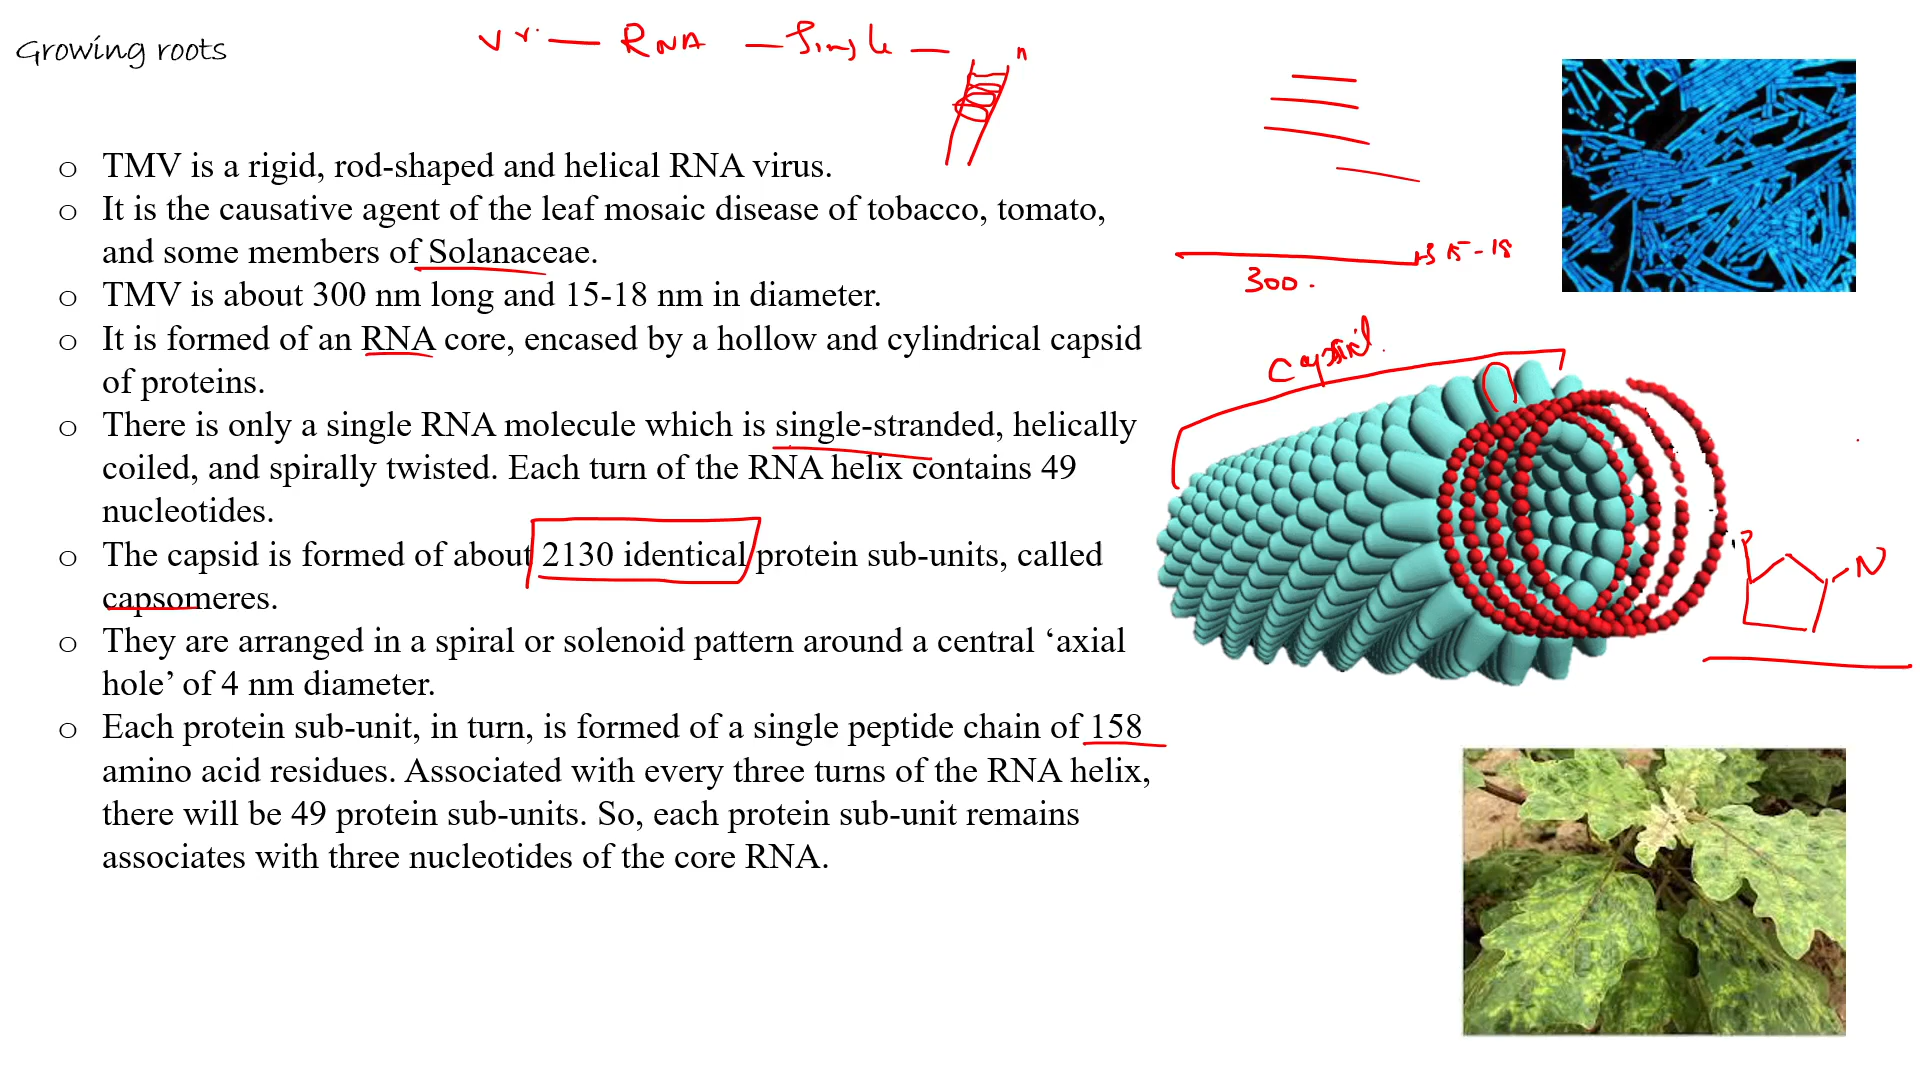 Growing roots
RNA — Single —
TMV is a rigid, rod-shaped and helical RNA virus.
It is the causative agent of the leaf mosaic disease of tobacco, tomato,
and some members of Solanaceae.
15-18
300.
TMV is about 300 nm long and 15-18 nm in diameter.
It is formed of an RNA core, encased by a hollow and cylindrical capsid
of proteins.
Capsid.
There is only a single RNA molecule which is single-stranded, helically
coiled, and spirally twisted. Each turn of the RNA helix contains 49
nucleotides.
The capsid is formed of about 2130 identical protein sub-units, called
capsomeres.
P
N
They are arranged in a spiral or solenoid pattern around a central ‘axial
hole’ of 4 nm diameter.
Each protein sub-unit, in turn, is formed of a single peptide chain of 158
amino acid residues. Associated with every three turns of the RNA helix,
there will be 49 protein sub-units. So, each protein sub-unit remains
associates with three nucleotides of the core RNA.